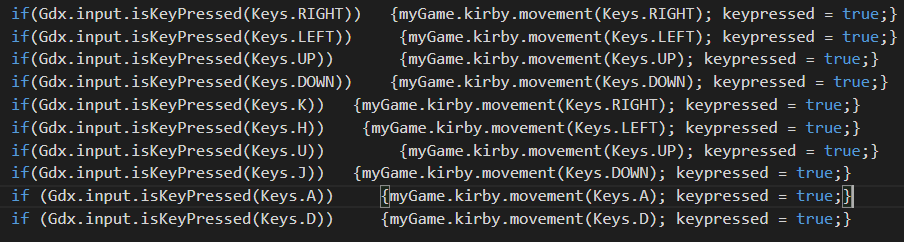 if(Gdx.input.isKeyPressed(Keys.RIGHT))   {myGame.kirby.movement(Keys.RIGHT); keypressed = true;}
if(Gdx.input.isKeyPressed(Keys.LEFT))     {myGame.kirby.movement(Keys.LEFT); keypressed = true;}
if(Gdx.input.isKeyPressed(Keys.UP))       {myGame.kirby.movement(Keys.UP); keypressed = true;}
if(Gdx.input.isKeyPressed(Keys.DOWN))    {myGame.kirby.movement(Keys.DOWN); keypressed = true;}
if(Gdx.input.isKeyPressed(Keys.K))   {myGame.kirby.movement(Keys.RIGHT); keypressed = true;}
if(Gdx.input.isKeyPressed(Keys.H))    {myGame.kirby.movement(Keys.LEFT); keypressed = true;}
if(Gdx.input.isKeyPressed(Keys.U))        {myGame.kirby.movement(Keys.UP); keypressed = true;}
if(Gdx.input.isKeyPressed(Keys.J))   {myGame.kirby.movement(Keys.DOWN); keypressed = true;}
if (Gdx.input.isKeyPressed(Keys.A))     {myGame.kirby.movement(Keys.A); keypressed = true;}
if (Gdx.input.isKeyPressed(Keys.D))     {myGame.kirby.movement(Keys.D); keypressed = true;}